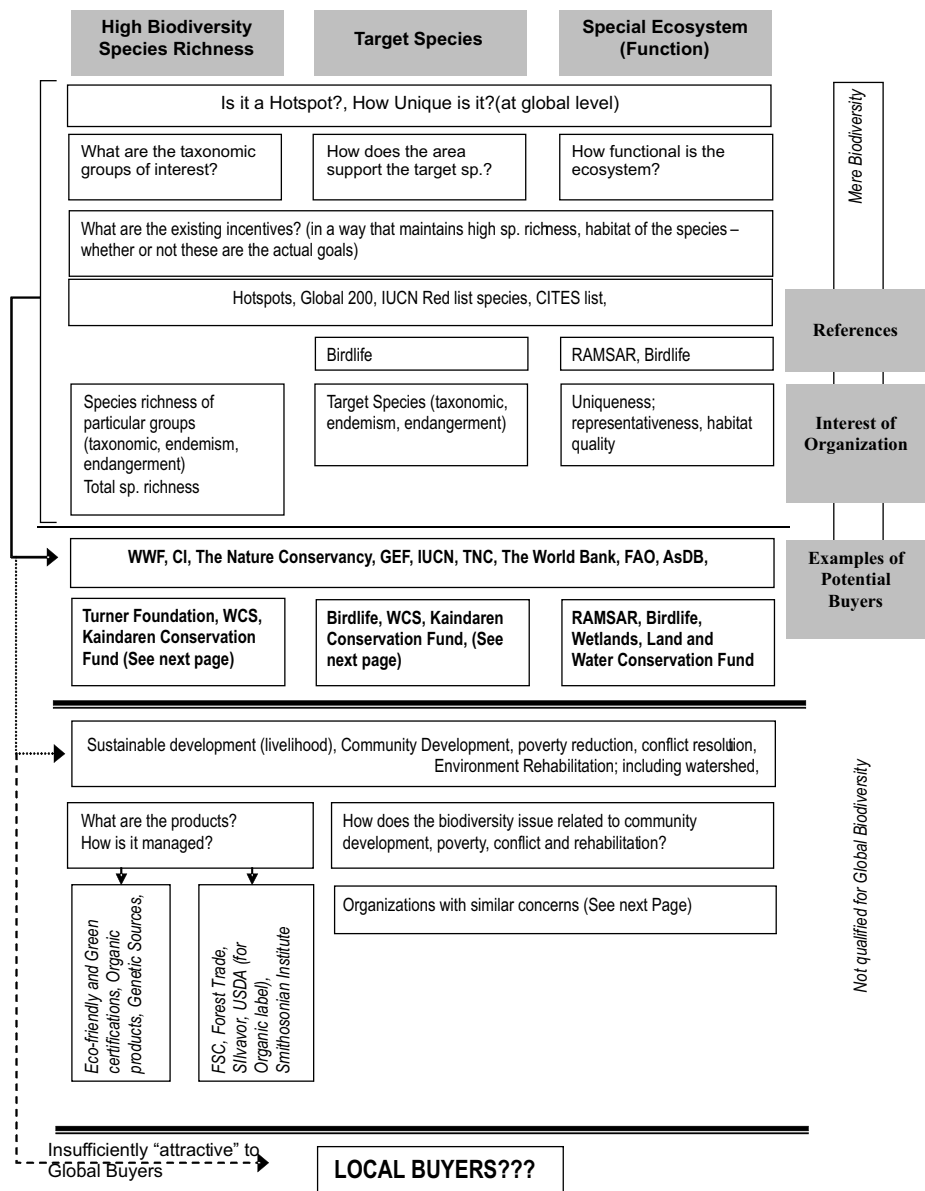 High Biodiversity
Species Richness
Target Species
Special Ecosystem
(Function)
Is it a Hotspot?, How Unique is it?(at global level)
What are the taxonomic
groups of interest?
How does the area
support the target sp.?
How functional is the
ecosystem?
Mere Biodiversity
What are the existing incentives? (in a way that maintains high sp. richness, habitat of the species –
whether or not these are the actual goals)
Hotspots, Global 200, IUCN Red list species, CITES list,
References
Birdlife
RAMSAR, Birdlife
Species richness of
particular groups
(taxonomic, endemism,
endangerment)
Total sp. richness
Target Species (taxonomic,
endemism, endangerment)
Uniqueness;
representativeness, habitat
quality
Interest of
Organization
WWF, CI, The Nature Conservancy, GEF, IUCN, TNC, The World Bank, FAO, AsDB,
Examples of
Potential
Buyers
Turner Foundation, WCS,
Kaindaren Conservation
Fund (See next page)
Birdlife, WCS, Kaindaren
Conservation Fund, (See
next page)
RAMSAR, Birdlife,
Wetlands, Land and
Water Conservation Fund
Sustainable development (livelihood), Community Development, poverty reduction, conflict resolution,
Environment Rehabilitation; including watershed,
What are the products?
How is it managed?
How does the biodiversity issue related to community
development, poverty, conflict and rehabilitation?
Organizations with similar concerns (See next Page)
Eco-friendly and Green
certifications, Organic
products, Genetic Sources,
FSC, Forest Trade,
SIlvavor, USDA (for
Organic label),
Smithosonian Institute
Not qualified for Global Biodiversity
Insufficiently “attractive” to
Global Buyers
LOCAL BUYERS???